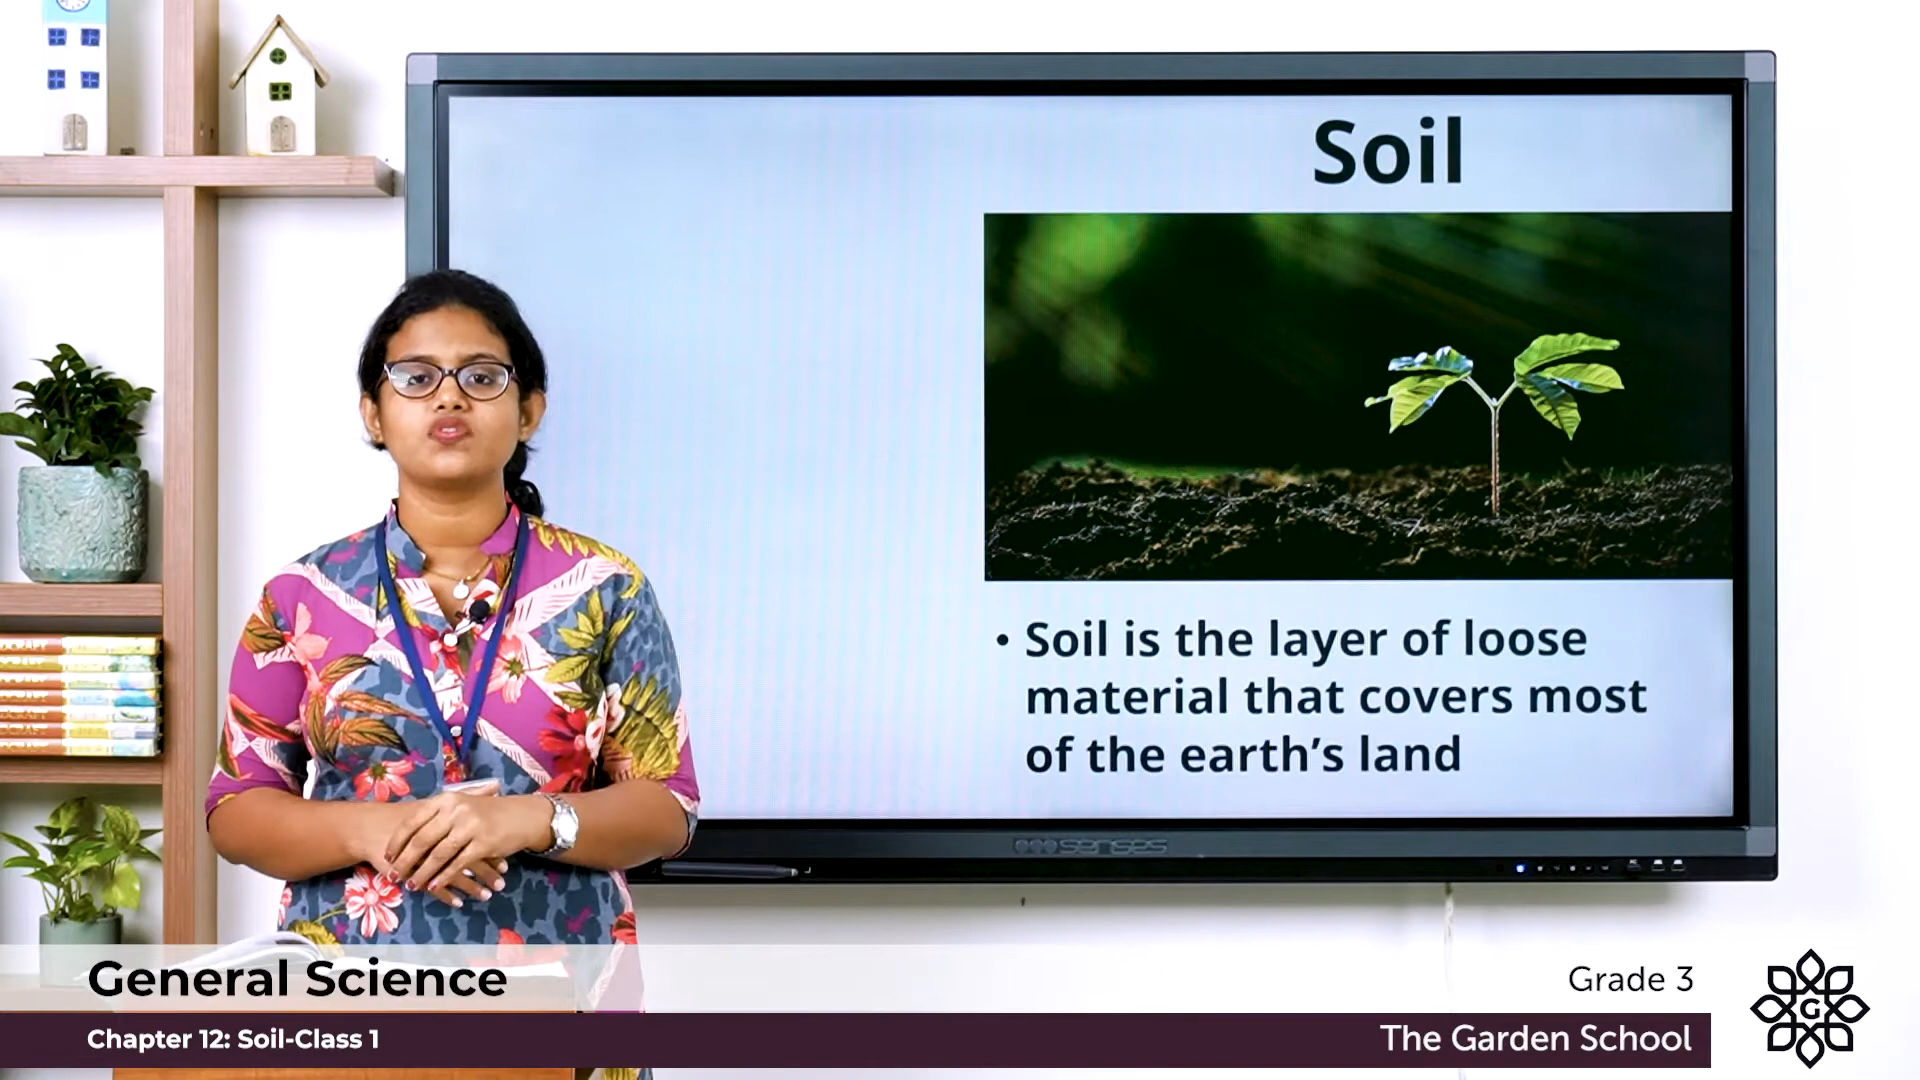 Soil
• Soil is the layer of loose
material that covers most
of the earth’s land
senses
General Science
Grade 3
Chapter 12: Soil-Class 1
The Garden School
G